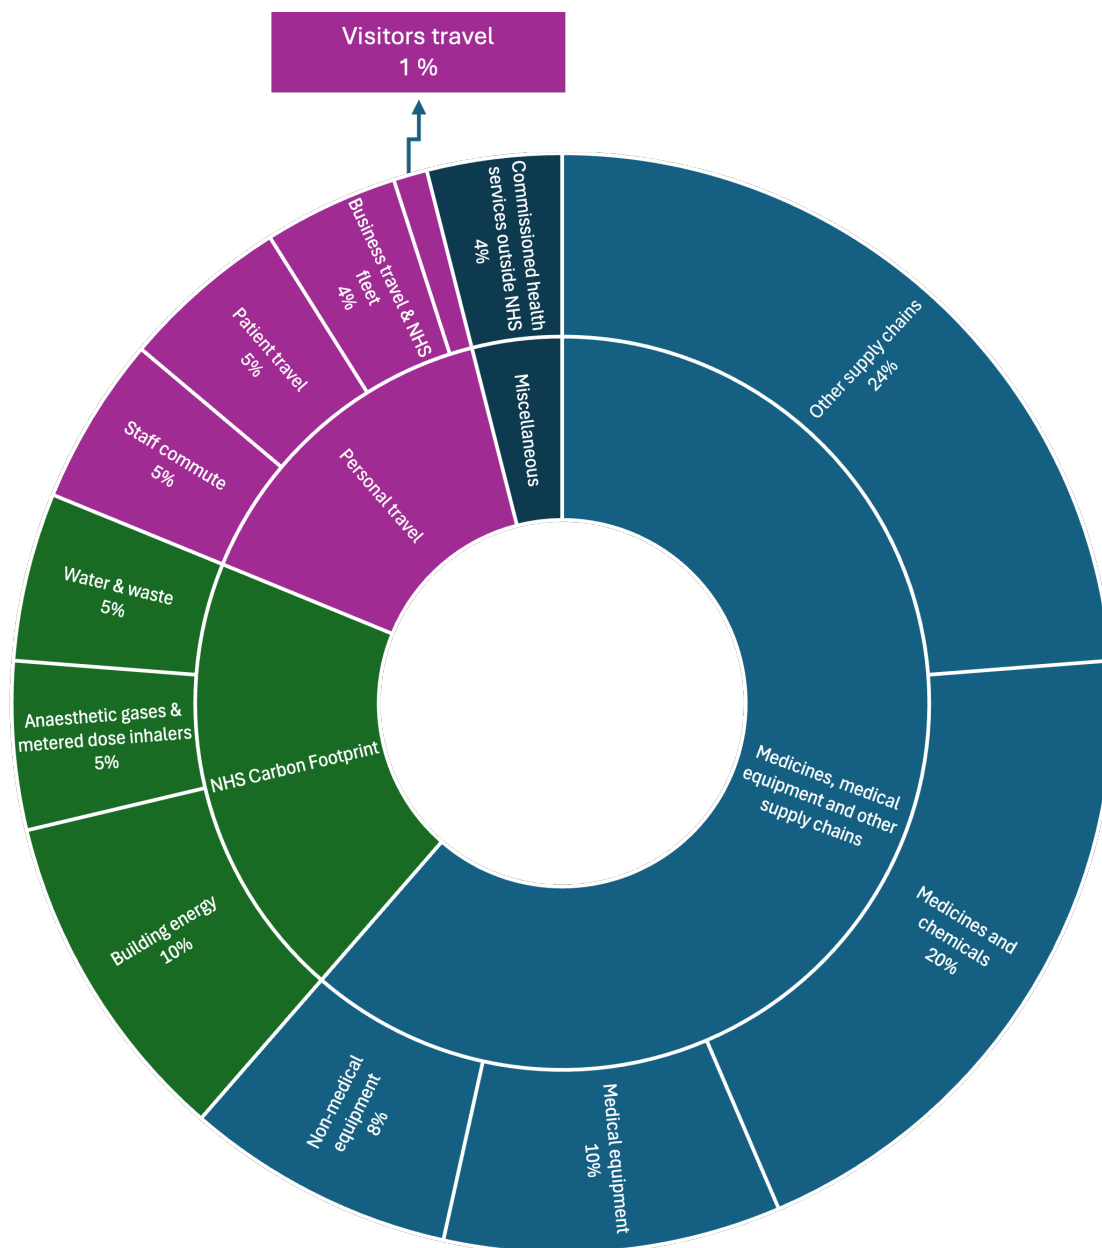 Visitors travel
1 %
Commissioned health
services outside NHS
4%
Miscellaneous
Other supply chains
24%
Medicines, medical
equipment and other
supply chains
Medicines and
chemicals
20%
Medical equipment
10%
Non-medical
equipment
8%
NHS Carbon Footprint
Building energy
10%
Anaesthetic gases &
metered dose inhalers
5%
Water & waste
5%
Personal travel
Staff commute
5%
Patient travel
5%
Business travel & NHS
fleet
4%